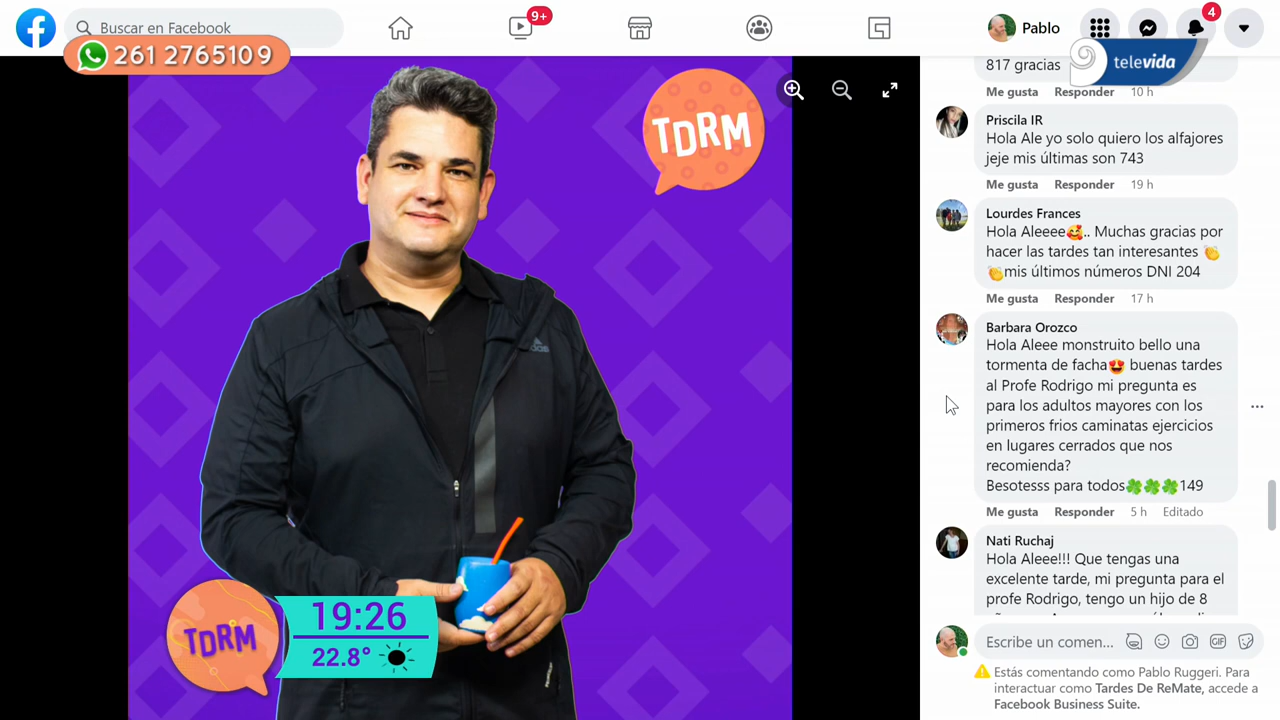 Buscar en Facebook
9+
Pablo
4
261 2765109
televida
TDRM
817 gracias
Me gusta Responder 10 h
Priscila IR
Hola Ale yo solo quiero los alfajores
jeje mis últimas son 743
Me gusta Responder 19 h
Lourdes Frances
Hola Aleeee🥰.. Muchas gracias por
hacer las tardes tan interesantes 👏
👏mis últimos números DNI 204
Me gusta Responder 17 h
Barbara Orozco
Hola Aleee monstruito bello una
tormenta de facha😍 buenas tardes
al Profe Rodrigo mi pregunta es
para los adultos mayores con los
primeros frios caminatas ejercicios
en lugares cerrados que nos
recomienda?
Besotesss para todos🍀🍀🍀149
Me gusta Responder 5 h Editado
Nati Ruchaj
Hola Aleee!!! Que tengas una
excelente tarde, mi pregunta para el
profe Rodrigo, tengo un hijo de 8
adidas
TDRM
19:26
22.8°
Escribe un comen...
GIF
Estás comentando como Pablo Ruggeri. Para
interactuar como Tardes De ReMate, accede a
Facebook Business Suite.